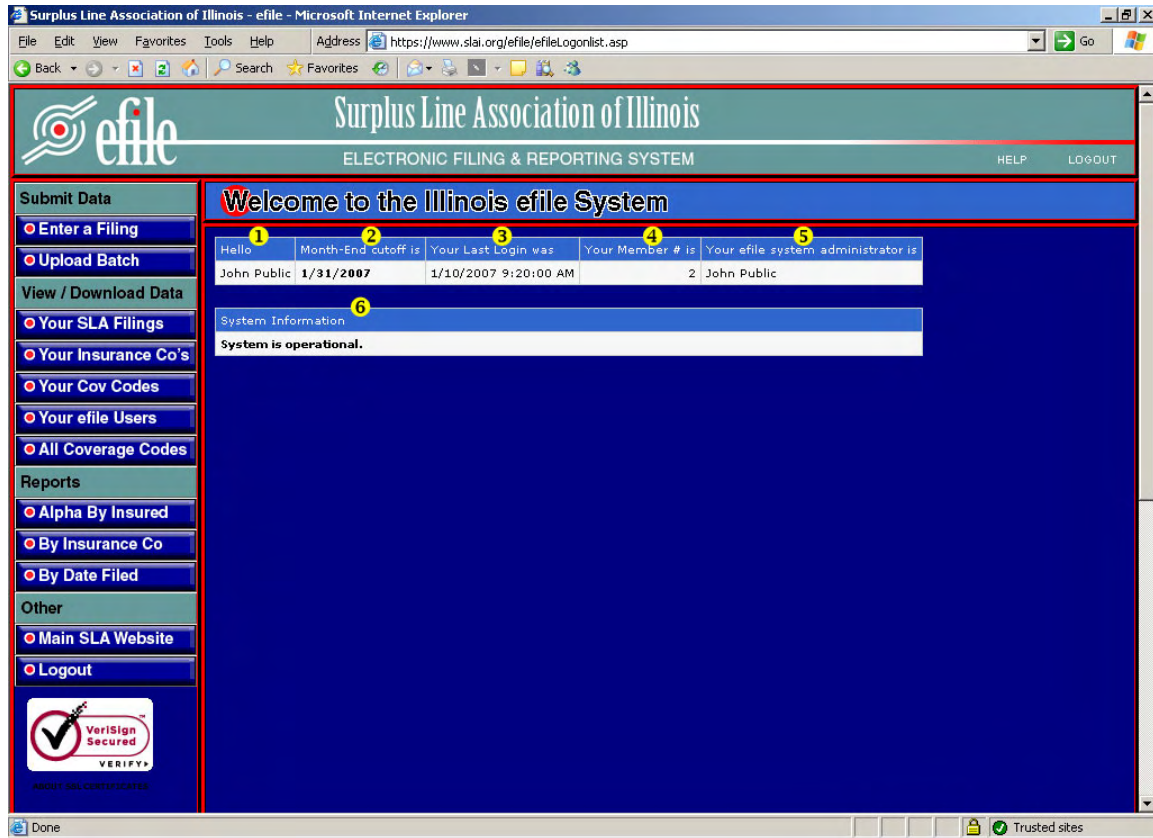 Surplus Line Association of Illinois - efile - Microsoft Internet Explorer
File Edit View Favorites Tools Help Address https://www.slai.org/efile/efileLogonlist.asp Go
Back Search Favorites
efile
Surplus Line Association of Illinois
ELECTRONIC FILING & REPORTING SYSTEM
HELP LOGOUT
Submit Data
Enter a Filing
Upload Batch
View / Download Data
Your SLA Filings
Your Insurance Co's
Your Cov Codes
Your efile Users
All Coverage Codes
Reports
Alpha By Insured
By Insurance Co
By Date Filed
Other
Main SLA Website
Logout
VeriSign
Secured
VERIFY
ABOUT SSL CERTIFICATES
Welcome to the Illinois efile System
1 2 3 4 5
Hello Month-End cutoff is Your Last Login was Your Member # is Your efile system administrator is
John Public 1/31/2007 1/10/2007 9:20:00 AM 2 John Public
6
System Information
System is operational.
Done Trusted sites